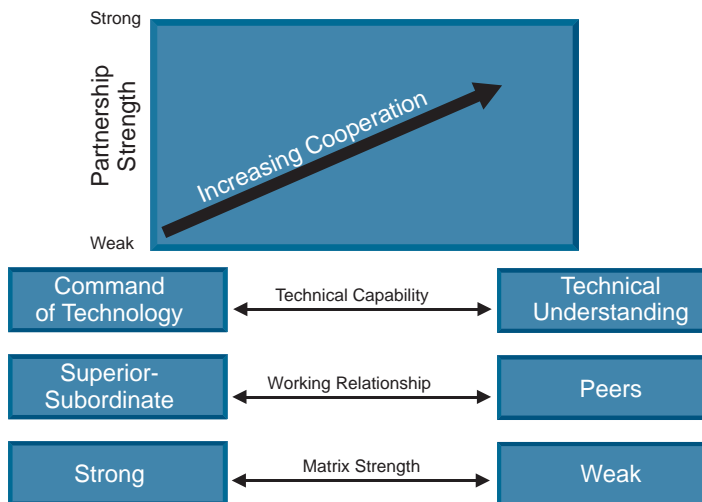 Strong
Partnership
Strength
Increasing Cooperation
Weak
Command
of Technology
Technical Capability
Technical
Understanding
Superior-
Subordinate
Working Relationship
Peers
Strong
Matrix Strength
Weak